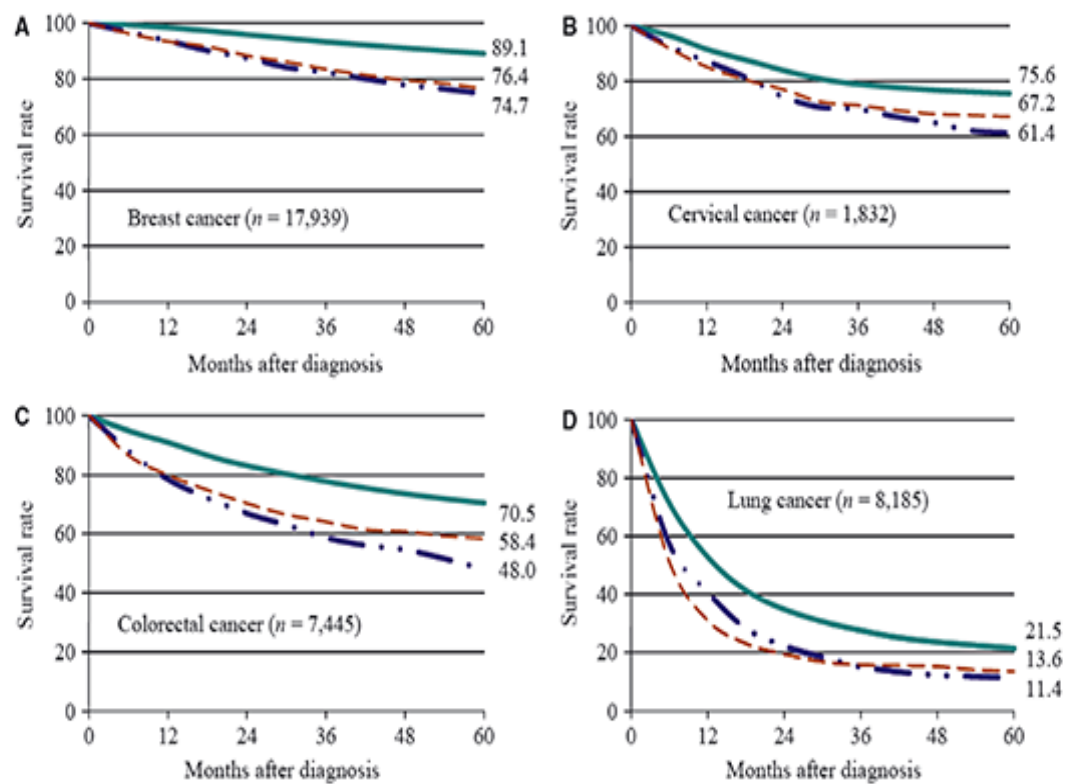 A
100
80
60
40
20
0
Survival rate
89.1
76.4
74.7
Breast cancer (n = 17,939)
0 12 24 36 48 60
Months after diagnosis
B
100
80
60
40
20
0
Survival rate
75.6
67.2
61.4
Cervical cancer (n = 1,832)
0 12 24 36 48 60
Months after diagnosis
C
100
80
60
40
20
0
Survival rate
70.5
58.4
48.0
Colorectal cancer (n = 7,445)
0 12 24 36 48 60
Months after diagnosis
D
100
80
60
40
20
0
Survival rate
Lung cancer (n = 8,185)
21.5
13.6
11.4
0 12 24 36 48 60
Months after diagnosis